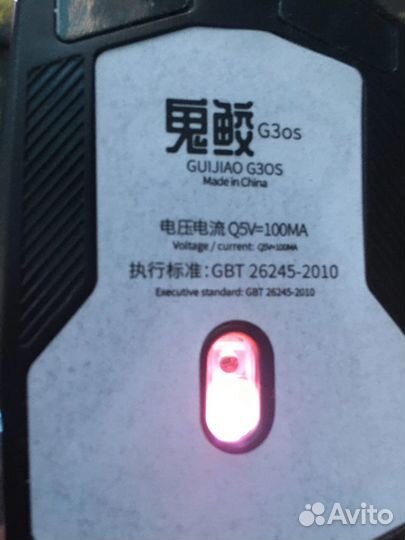 鬼鲛 G3os
GUIJIAO G3OS
Made in China
电压电流 Q5V=100MA
Voltage / current: Q5V=100MA
执行标准:GBT 26245-2010
Executive standard: GBT 26245-2010
Avito